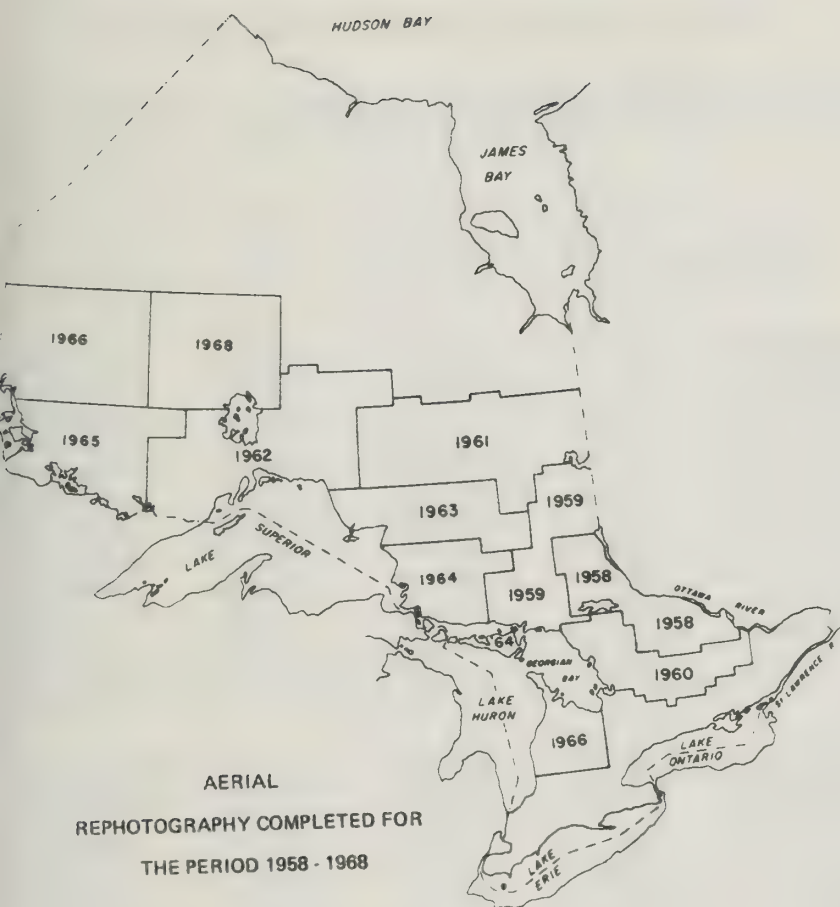 HUDSON BAY
JAMES
BAY
1966
1968
1965
1962
1961
1963
1959
LAKE
SUPERIOR
1964
1959
1958
OTTAWA RIVER
1958
64
GEORGIAN
BAY
1960
ST LAWRENCE R.
LAKE
HURON
1966
LAKE
ONTARIO
LAKE
ERIE
AERIAL
REPHOTOGRAPHY COMPLETED FOR
THE PERIOD 1958 - 1968